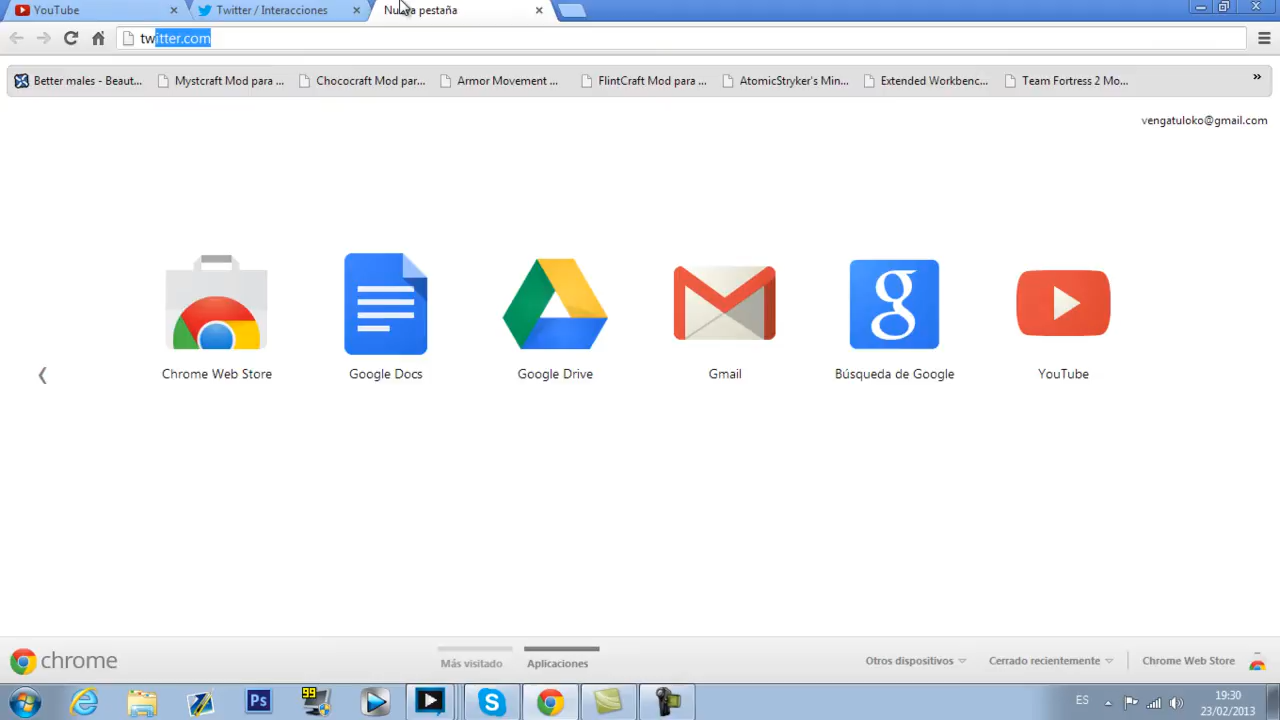 YouTube
Twitter / Interacciones
Nueva pestaña
twitter.com
Better males - Beaut...
Mystcraft Mod para ...
Chococraft Mod par...
Armor Movement ...
FlintCraft Mod para ...
AtomicStryker's Min...
Extended Workbenc...
Team Fortress 2 Mo...
»
vengatuloko@gmail.com
Chrome Web Store
Google Docs
Google Drive
Gmail
Búsqueda de Google
YouTube
chrome
Más visitado
Aplicaciones
Otros dispositivos
Cerrado recientemente
Chrome Web Store
Ps
99
ES
19:30
23/02/2013